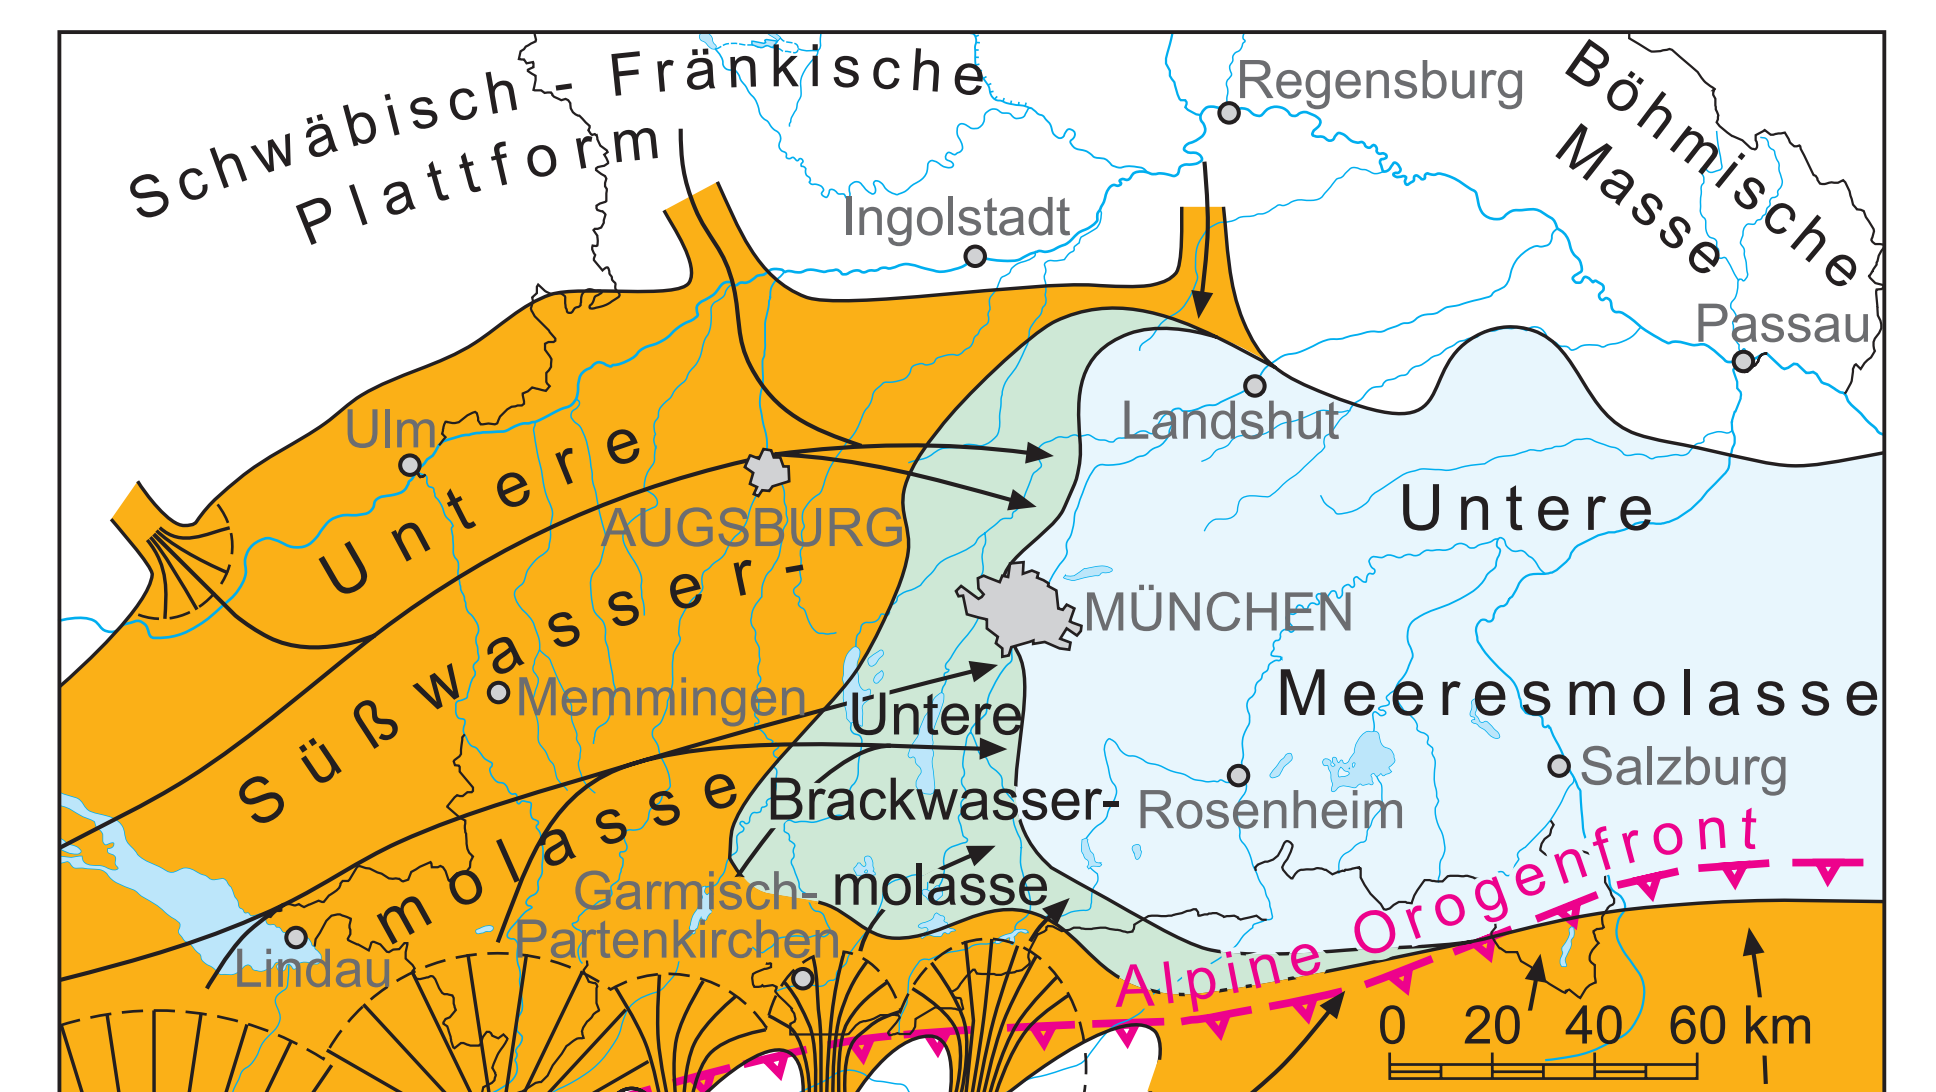 Schwäbisch - Fränkische
Plattform
Böhmische
Masse
Regensburg
Ingolstadt
Passau
Ulm
Landshut
Untere
AUGSBURG
Süßwasser-
molasse
Untere
Meeresmolasse
MÜNCHEN
Memmingen
Untere
Brackwasser-
molasse
Rosenheim
Salzburg
Garmisch-
Partenkirchen
Lindau
Alpine Orogenfront
0 20 40 60 km